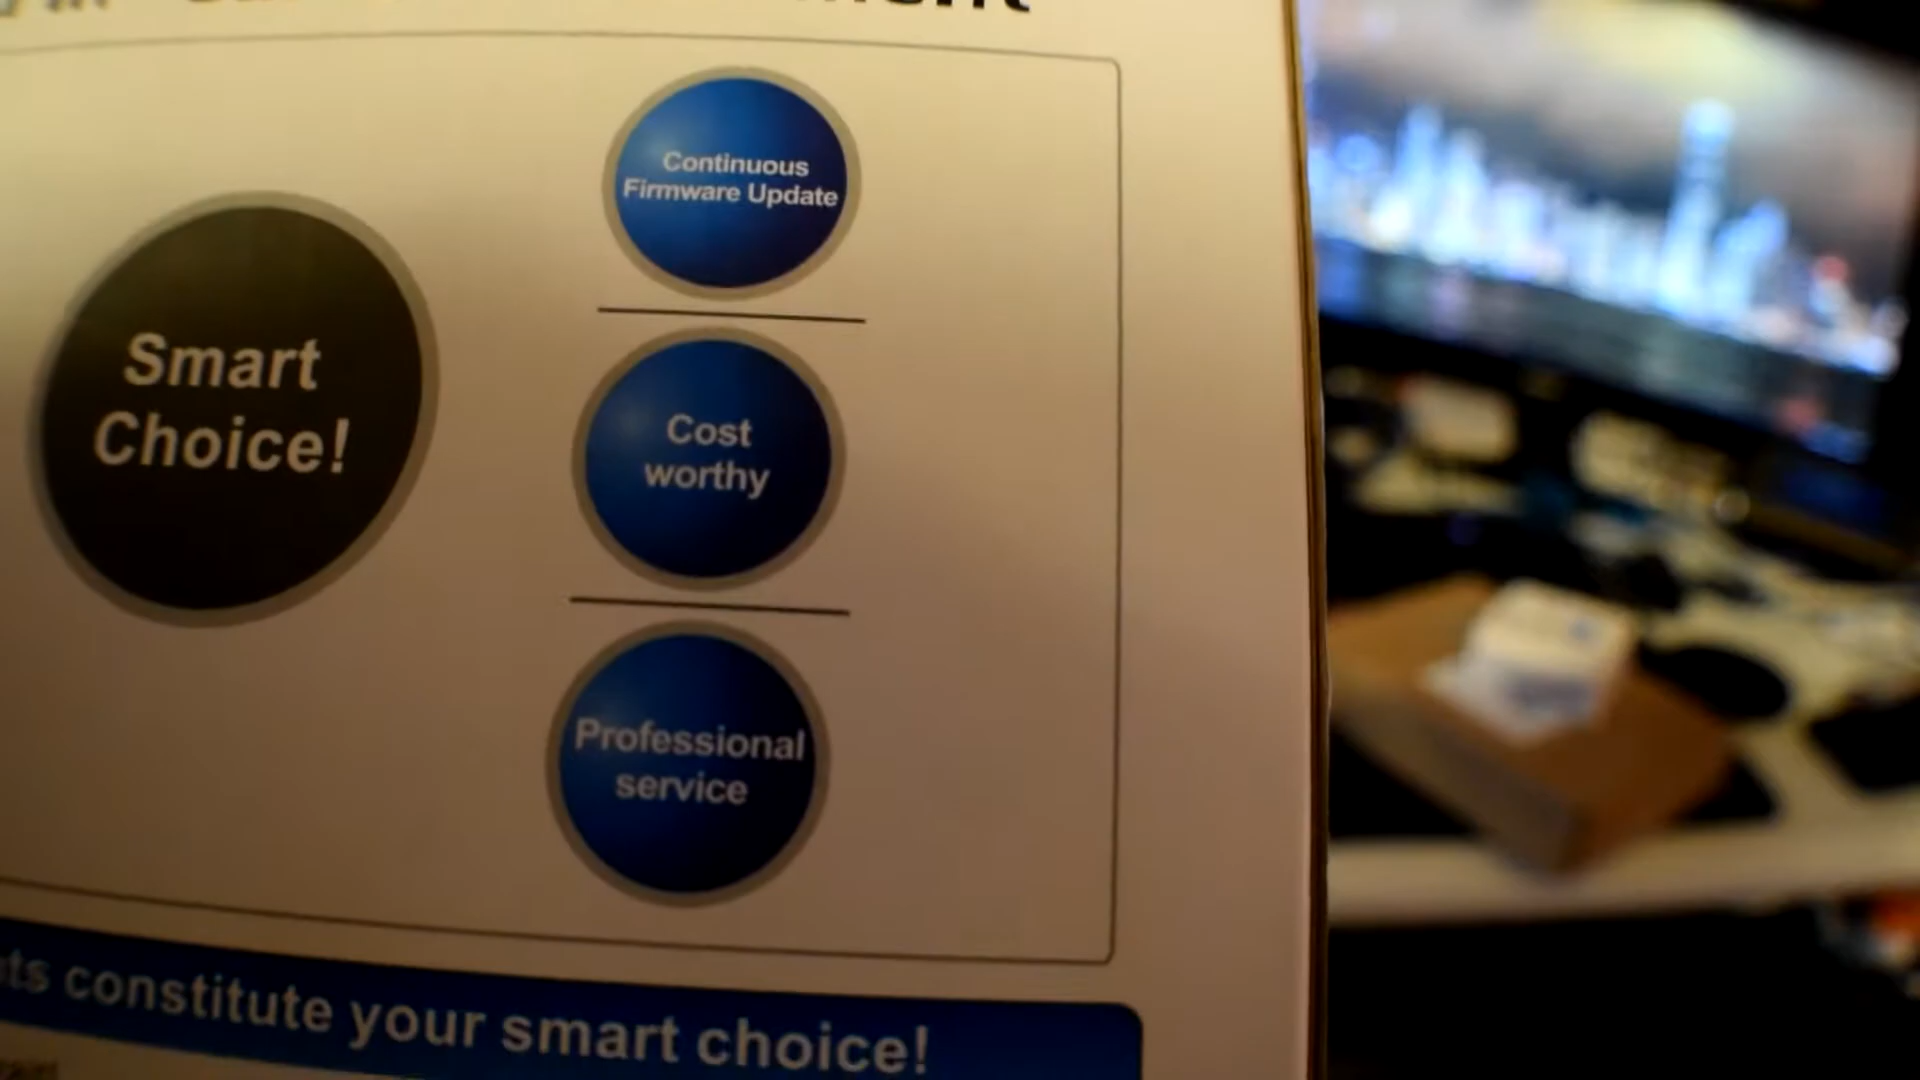 Smart
Choice!
Continuous
Firmware Update
Cost
worthy
Professional
service
constitute your smart choice!